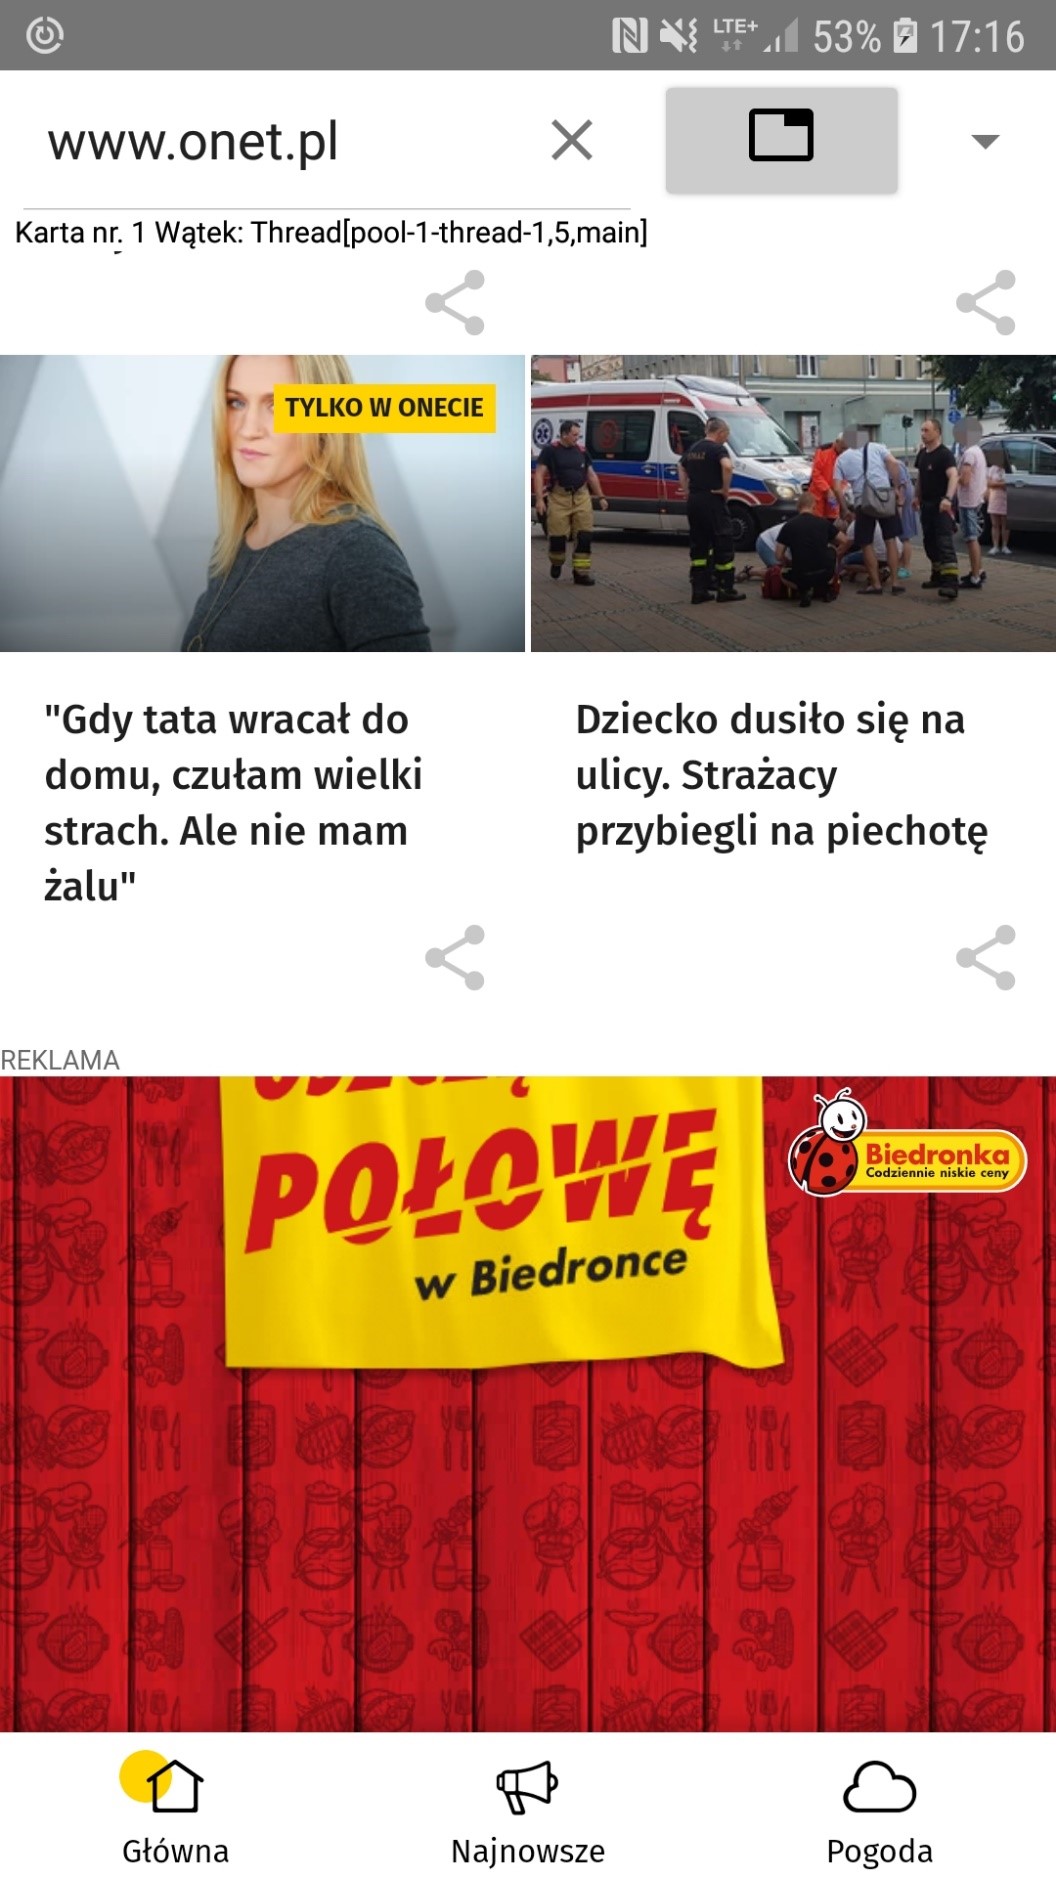 LTE+ 53% 17:16
www.onet.pl
Karta nr. 1 Wątek: Thread[pool-1-thread-1,5,main]
TYLKO W ONECIE
"Gdy tata wracał do
domu, czułam wielki
strach. Ale nie mam
żalu"
Dziecko dusiło się na
ulicy. Strażacy
przybiegli na piechotę
REKLAMA
POŁOWĘ
w Biedronce
Biedronka
Codziennie niskie ceny
Główna
Najnowsze
Pogoda